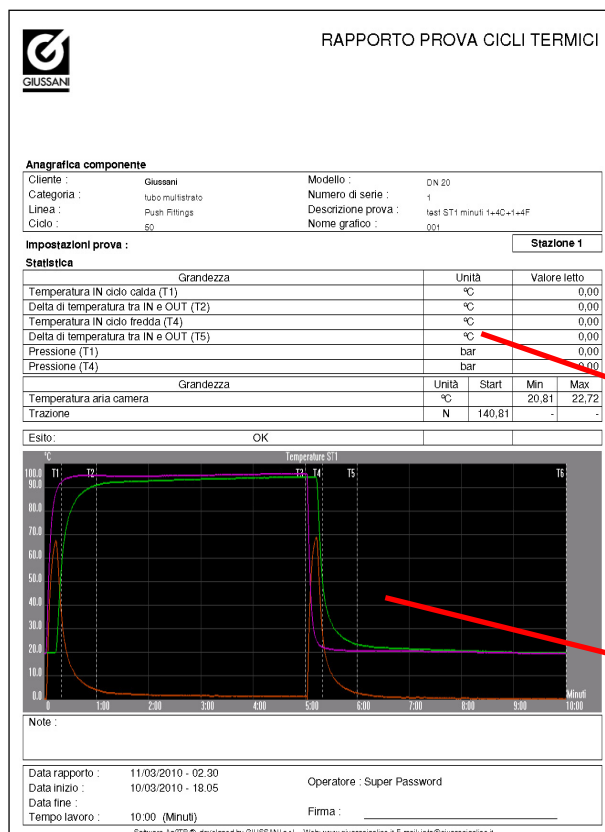 GIUSSANI
RAPPORTO PROVA CICLI TERMICI
Anagrafica componente
Cliente : Giussani Modello : DN 20
Categoria : tubo multistrato Numero di serie : 1
Linea : Push Fittings Descrizione prova : test ST1 minuti 1+4C+1+4F
Ciclo : 50 Nome grafico : 001
Impostazioni prova : Stazione 1
Statistica
Grandezza Unità Valore letto
Temperatura IN ciclo calda (T1) ºC 0,00
Delta di temperatura tra IN e OUT (T2) ºC 0,00
Temperatura IN ciclo fredda (T4) ºC 0,00
Delta di temperatura tra IN e OUT (T5) ºC 0,00
Pressione (T1) bar 0,00
Pressione (T4) bar 0,00
Grandezza Unità Start Min Max
Temperatura aria camera ºC 20,81 22,72
Trazione N 140,81 - -
Esito: OK
°C Temperature ST1
T1 T2 T3 T4 T5 T6
100.0
90.0
80.0
70.0
60.0
50.0
40.0
30.0
20.0
10.0
0.0 Minuti
0 1:00 2:00 3:00 4:00 5:00 6:00 7:00 8:00 9:00 10:00
Note :
Data rapporto : 11/03/2010 - 02.30
Data inizio : 10/03/2010 - 18.05 Operatore : Super Password
Data fine :
Tempo lavoro : 10:00 (Minuti) Firma :